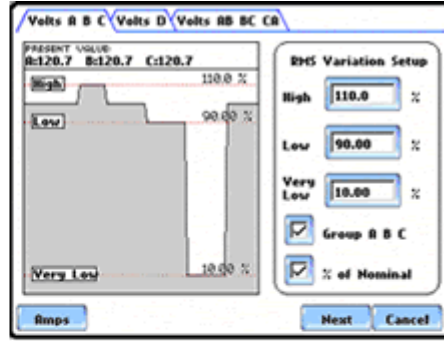 Volts A B C Volts D Volts AB BC CA
PRESENT VALUE
A:120.7 B:120.7 C:120.7
High 110.0 %
Low 90.00 %
Very Low 10.00 %
RMS Variation Setup
High 110.0 %
Low 90.00 %
Very Low 10.00 %
Group A B C
% of Nominal
Amps Next Cancel